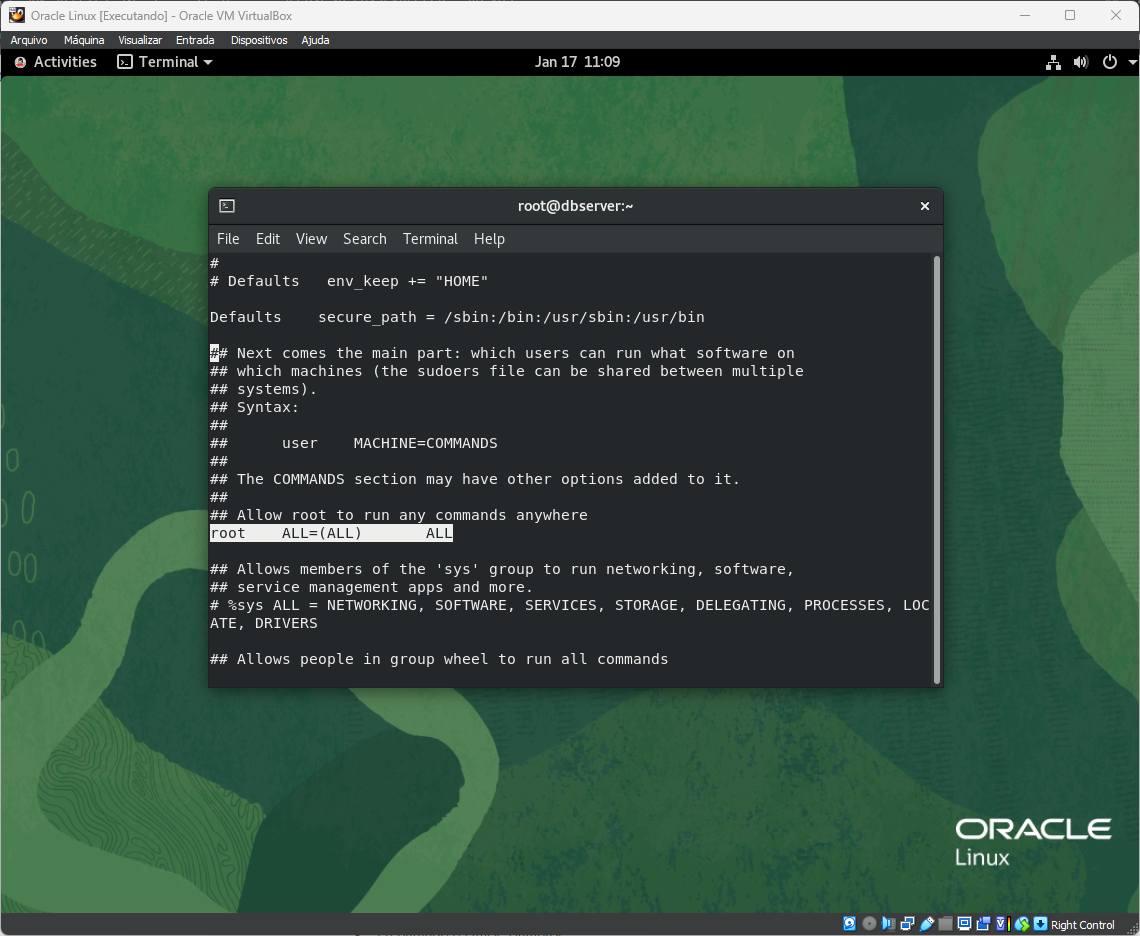 Oracle Linux [Executando] - Oracle VM VirtualBox
Arquivo Máquina Visualizar Entrada Dispositivos Ajuda
Activities Terminal Jan 17 11:09
root@dbserver:~
File Edit View Search Terminal Help
#
# Defaults   env_keep += "HOME"
Defaults    secure_path = /sbin:/bin:/usr/sbin:/usr/bin
## Next comes the main part: which users can run what software on
## which machines (the sudoers file can be shared between multiple
## systems).
## Syntax:
##
##      user    MACHINE=COMMANDS
##
## The COMMANDS section may have other options added to it.
##
## Allow root to run any commands anywhere
root    ALL=(ALL)       ALL
## Allows members of the 'sys' group to run networking, software,
## service management apps and more.
# %sys ALL = NETWORKING, SOFTWARE, SERVICES, STORAGE, DELEGATING, PROCESSES, LOC
ATE, DRIVERS
## Allows people in group wheel to run all commands
ORACLE
Linux
Right Control